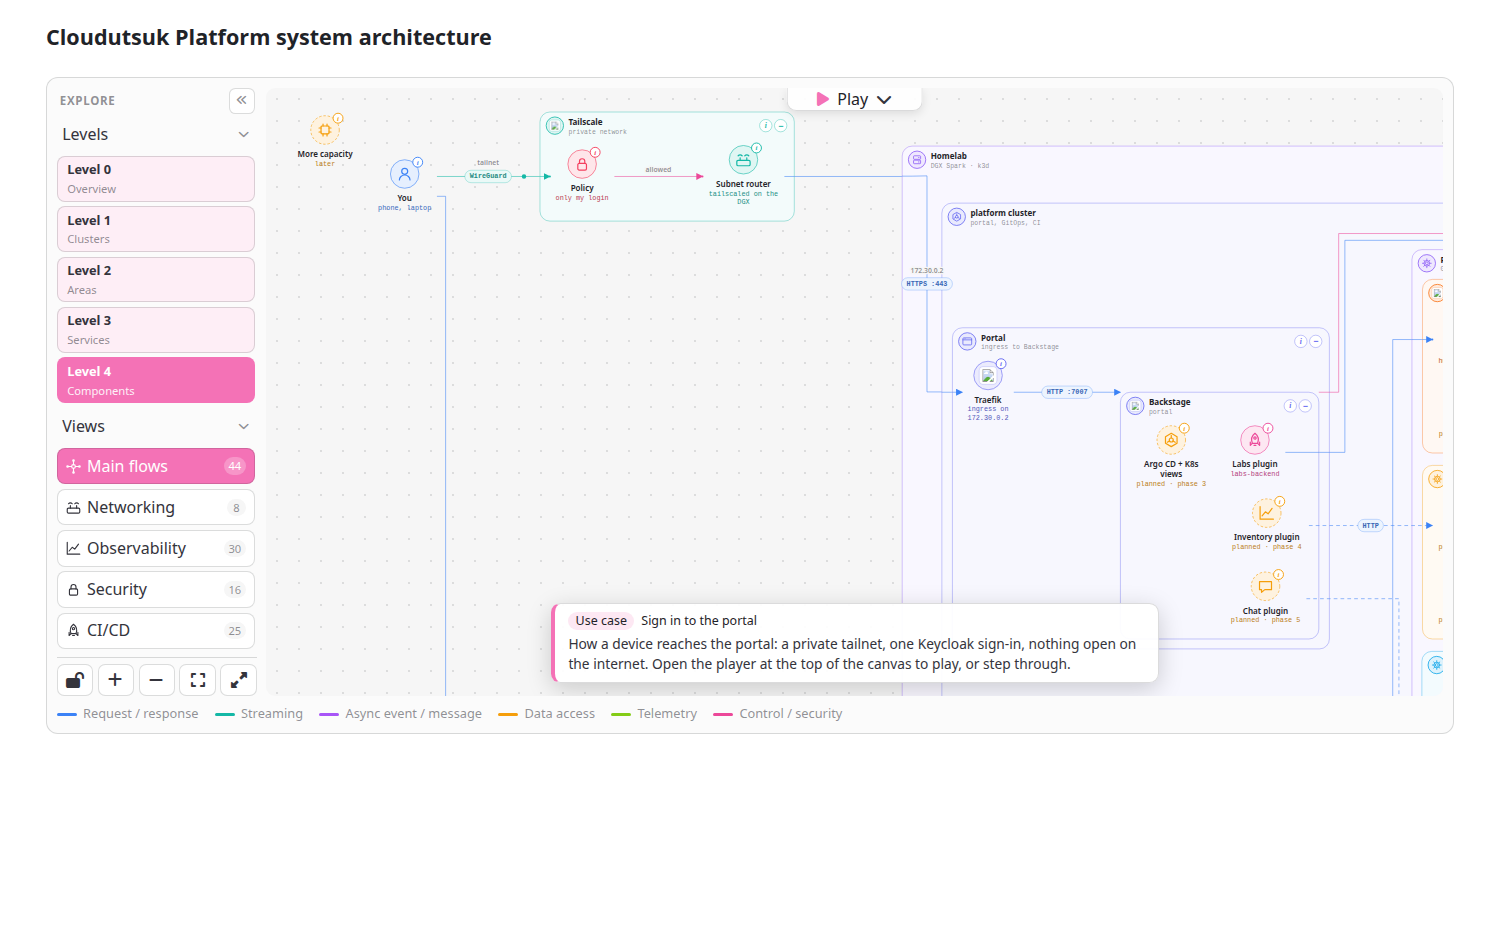 Cloudutsuk Platform system architecture
EXPLORE
Levels
Level 0
Overview
Level 1
Clusters
Level 2
Areas
Level 3
Services
Level 4
Components
Views
Main flows 44
Networking 8
Observability 30
Security 16
CI/CD 25
Play
More capacity
later
You
phone, laptop
tailnet
WireGuard
Tailscale
private network
Policy
only my login
allowed
Subnet router
tailscaled on the
DGX
Homelab
DGX Spark · k3d
platform cluster
portal, GitOps, CI
172.30.0.2
HTTPS :443
Portal
ingress to Backstage
Traefik
ingress on
172.30.0.2
HTTP :7007
Backstage
portal
Argo CD + K8s
views
planned · phase 3
Labs plugin
labs-backend
Inventory plugin
planned · phase 4
HTTP
Chat plugin
planned · phase 5
Use case Sign in to the portal
How a device reaches the portal: a private tailnet, one Keycloak sign-in, nothing open on
the internet. Open the player at the top of the canvas to play, or step through.
Request / response
Streaming
Async event / message
Data access
Telemetry
Control / security